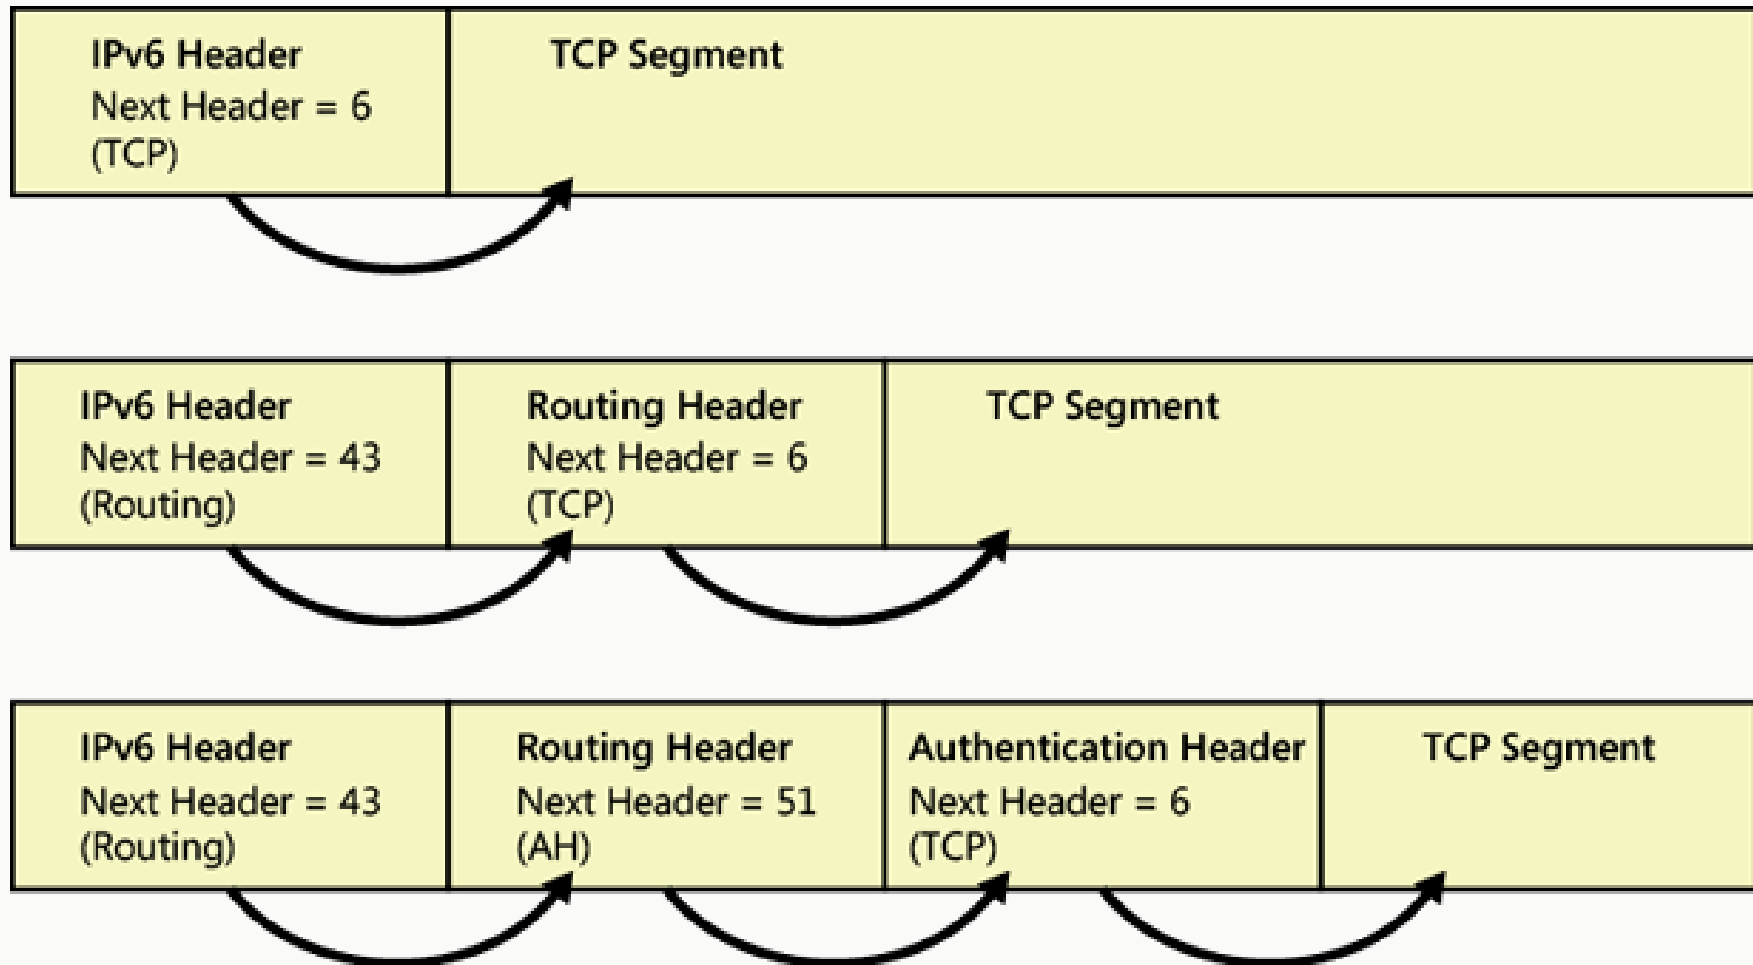 IPv6 Header
Next Header = 6
(TCP)
TCP Segment
IPv6 Header
Next Header = 43
(Routing)
Routing Header
Next Header = 6
(TCP)
TCP Segment
IPv6 Header
Next Header = 43
(Routing)
Routing Header
Next Header = 51
(AH)
Authentication Header
Next Header = 6
(TCP)
TCP Segment